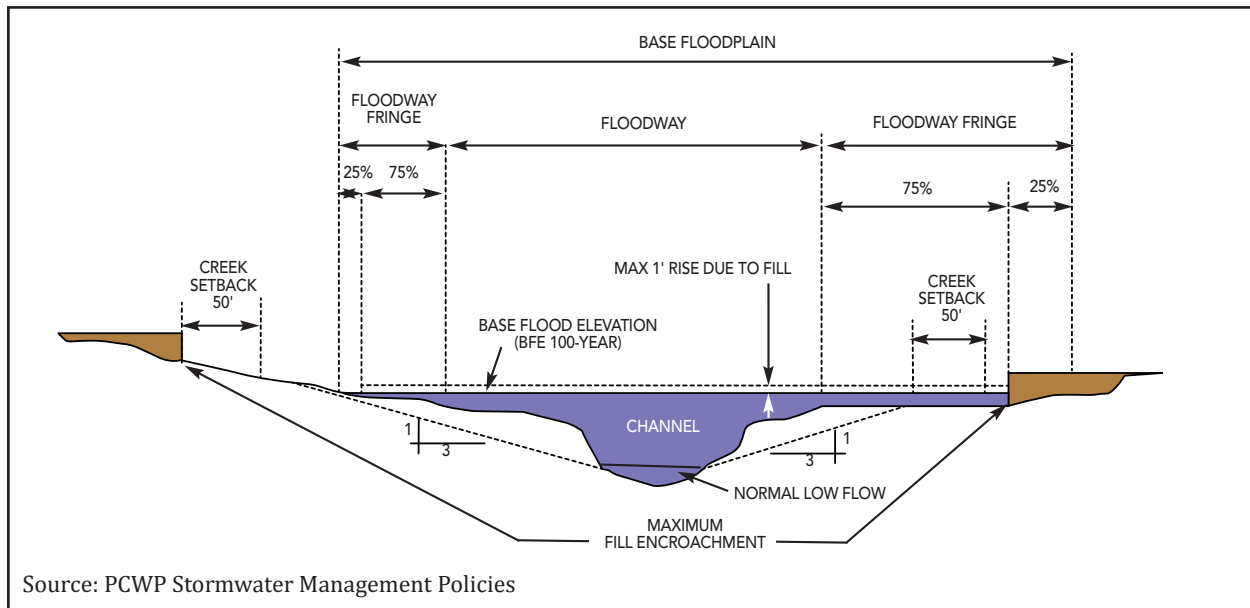 BASE FLOODPLAIN
FLOODWAY
FRINGE
FLOODWAY
FLOODWAY FRINGE
25%
75%
75%
25%
CREEK
SETBACK
50'
MAX 1' RISE DUE TO FILL
CREEK
SETBACK
50'
BASE FLOOD ELEVATION
(BFE 100-YEAR)
CHANNEL
1
3
1
3
NORMAL LOW FLOW
MAXIMUM
FILL ENCROACHMENT
Source: PCWP Stormwater Management Policies